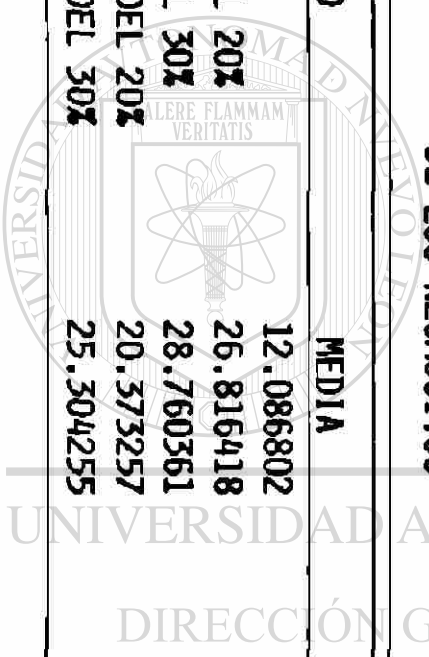 MEDIA
12.086802
20% 26.816418
30% 28.760361
DEL 20% 20.373257
DEL 30% 25.304255
ALERE FLAMMAM
VERITATIS
UNIVERSIDAD A
DIRECCIÓN G